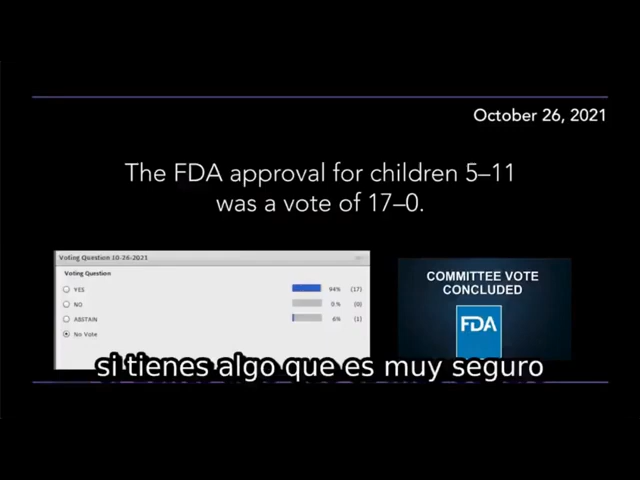 October 26, 2021
The FDA approval for children 5–11
was a vote of 17–0.
Voting Question 10-26-2021
Voting Question
YES 94% (17)
NO 0% (0)
ABSTAIN 6% (1)
No Vote
COMMITTEE VOTE
CONCLUDED
FDA
si tienes algo que es muy seguro